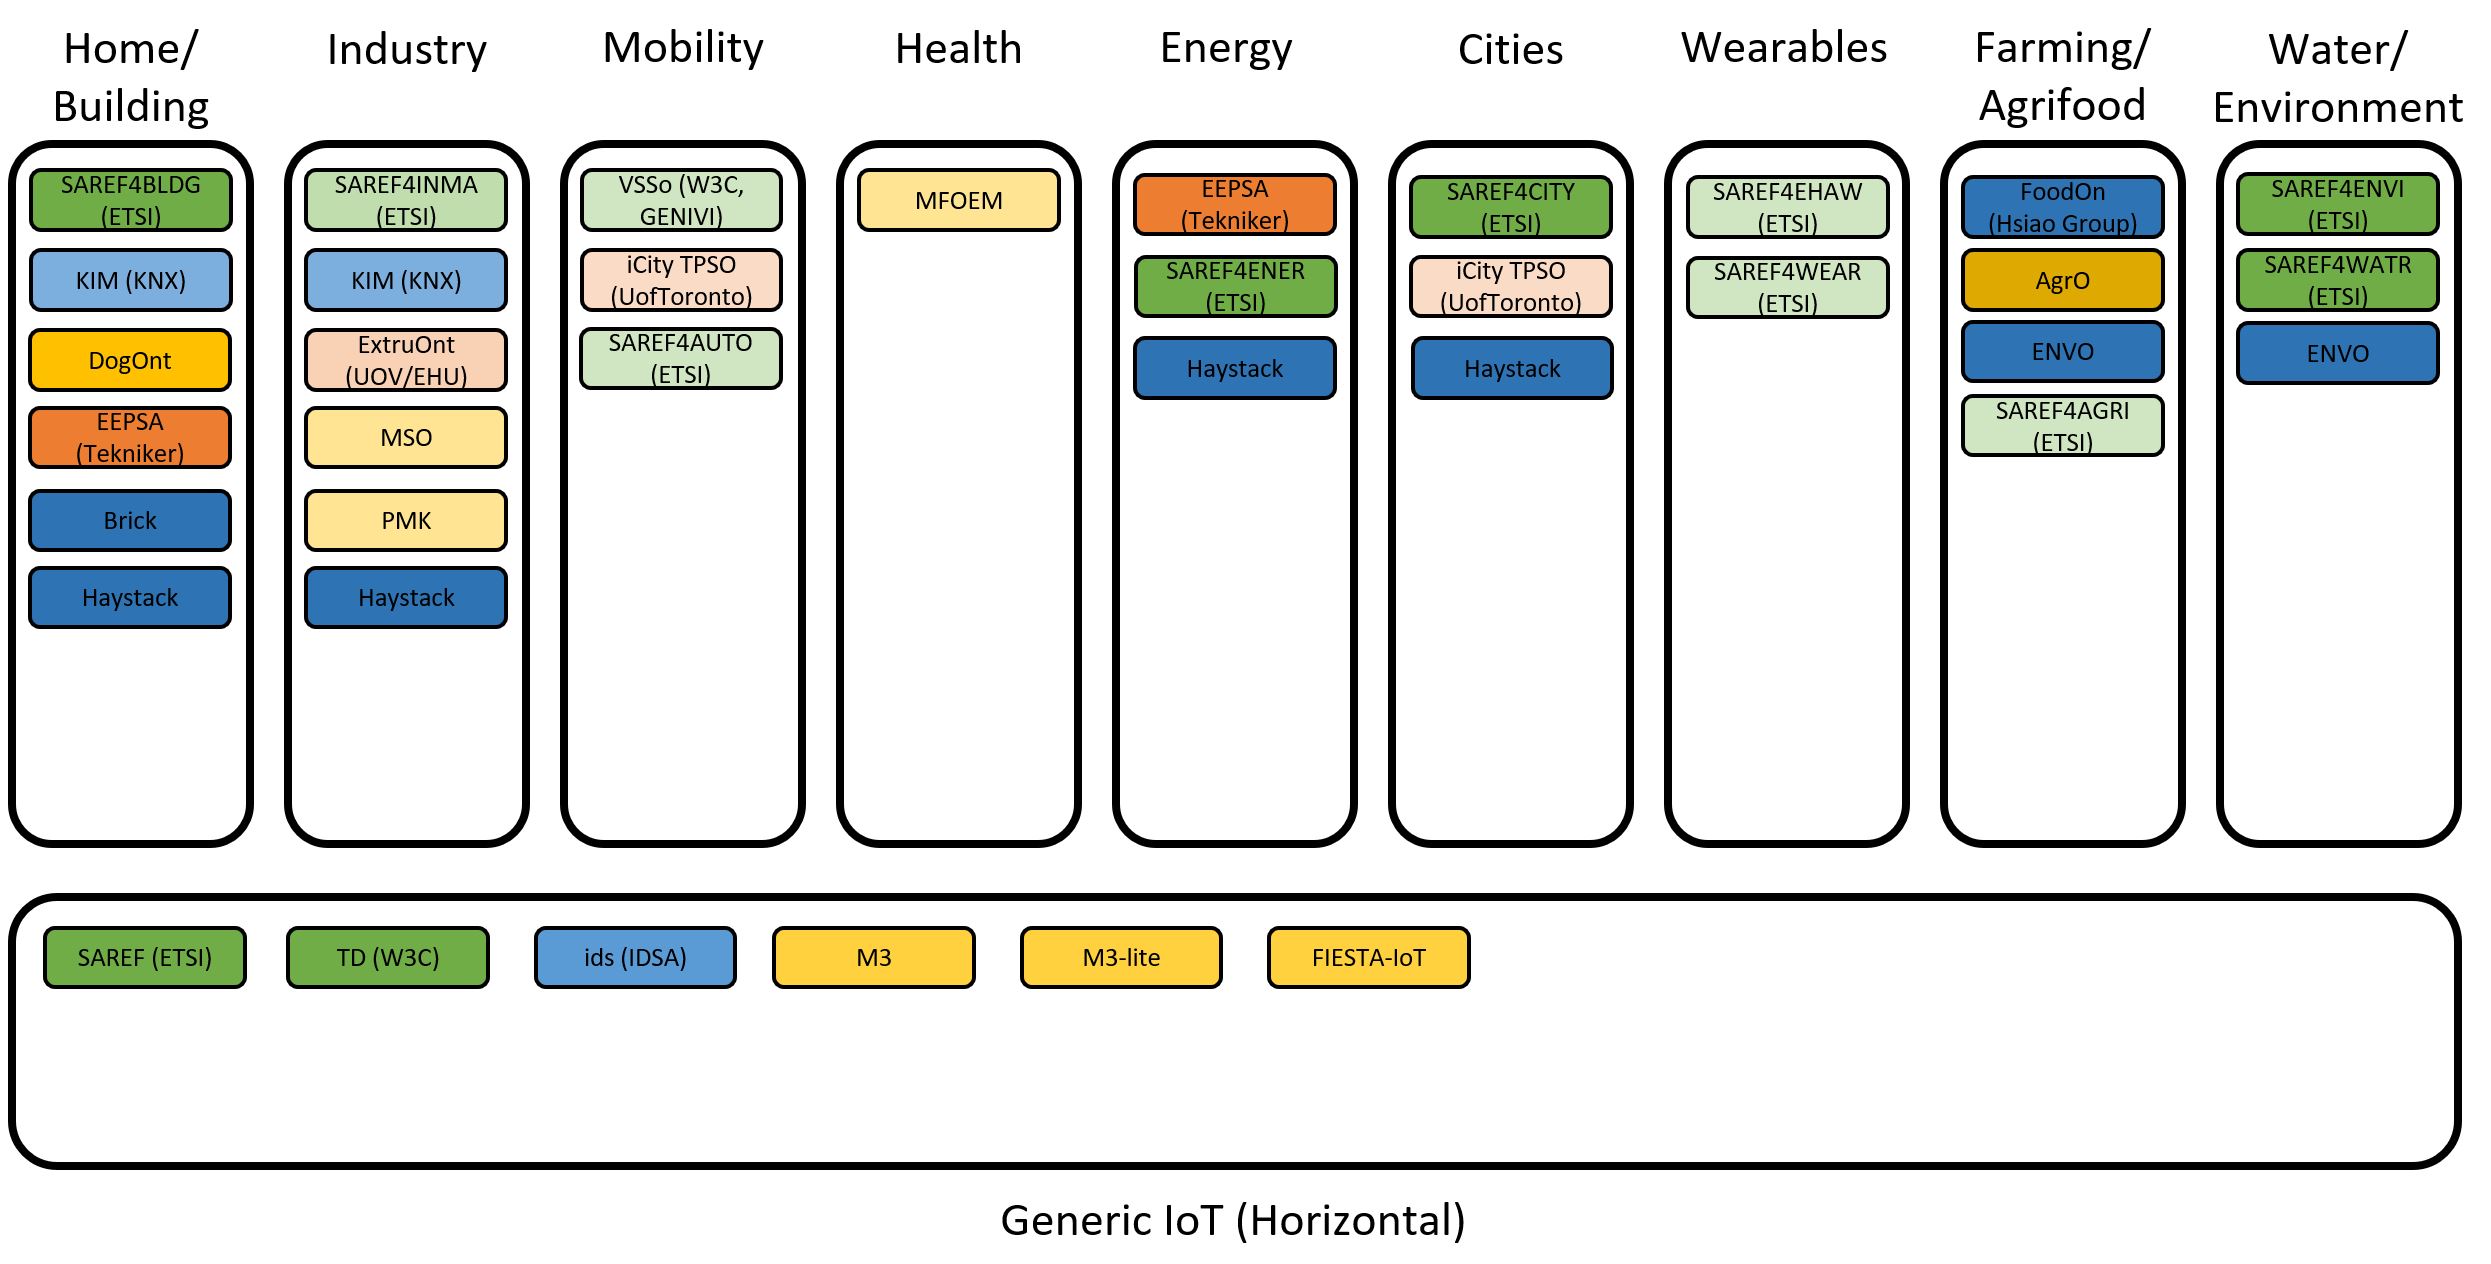 Home/
Building
Industry
Mobility
Health
Energy
Cities
Wearables
Farming/
Agrifood
Water/
Environment
SAREF4BLDG
(ETSI)
KIM (KNX)
DogOnt
EEPSA
(Tekniker)
Brick
Haystack
SAREF4INMA
(ETSI)
KIM (KNX)
ExtruOnt
(UOV/EHU)
MSO
PMK
Haystack
VSSo (W3C,
GENIVI)
iCity TPSO
(UofToronto)
SAREF4AUTO
(ETSI)
MFOEM
EEPSA
(Tekniker)
SAREF4ENER
(ETSI)
Haystack
SAREF4CITY
(ETSI)
iCity TPSO
(UofToronto)
Haystack
SAREF4EHAW
(ETSI)
SAREF4WEAR
(ETSI)
FoodOn
(Hsiao Group)
AgrO
ENVO
SAREF4AGRI
(ETSI)
SAREF4ENVI
(ETSI)
SAREF4WATR
(ETSI)
ENVO
SAREF (ETSI)
TD (W3C)
ids (IDSA)
M3
M3-lite
FIESTA-IoT
Generic IoT (Horizontal)